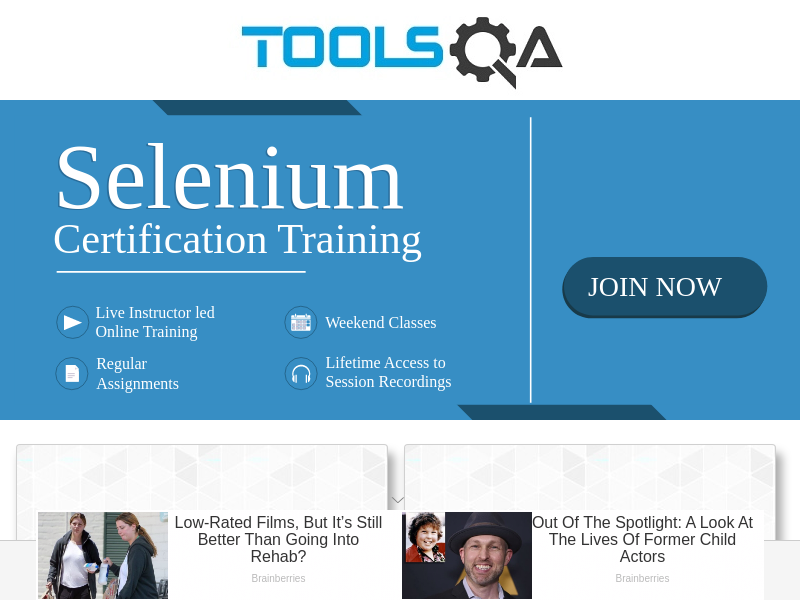 TOOLSQA
Selenium
Certification Training
JOIN NOW
Live Instructor led
Online Training
Weekend Classes
Regular
Assignments
Lifetime Access to
Session Recordings
Low-Rated Films, But It's Still
Better Than Going Into
Rehab?
Brainberries
Out Of The Spotlight: A Look At
The Lives Of Former Child
Actors
Brainberries